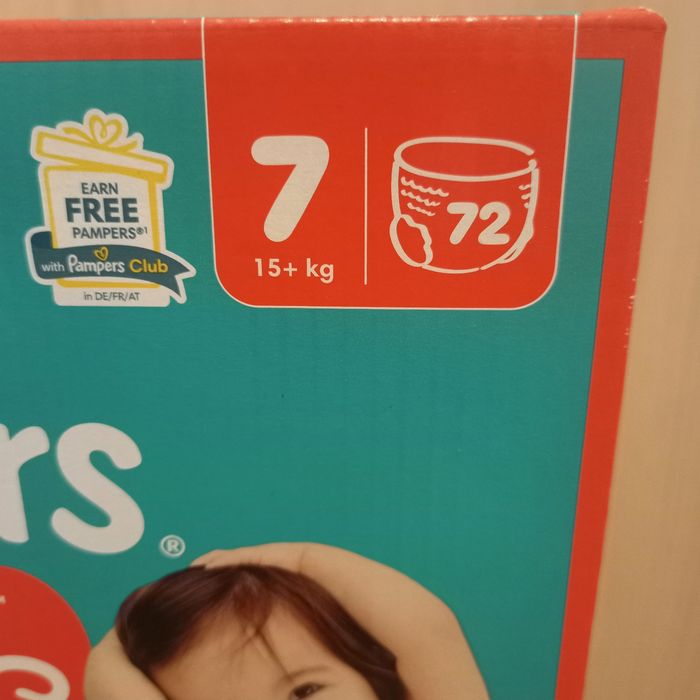 EARN
FREE
PAMPERS®¹
with Pampers Club
in DE/FR/AT
7
15+ kg
72
rs®